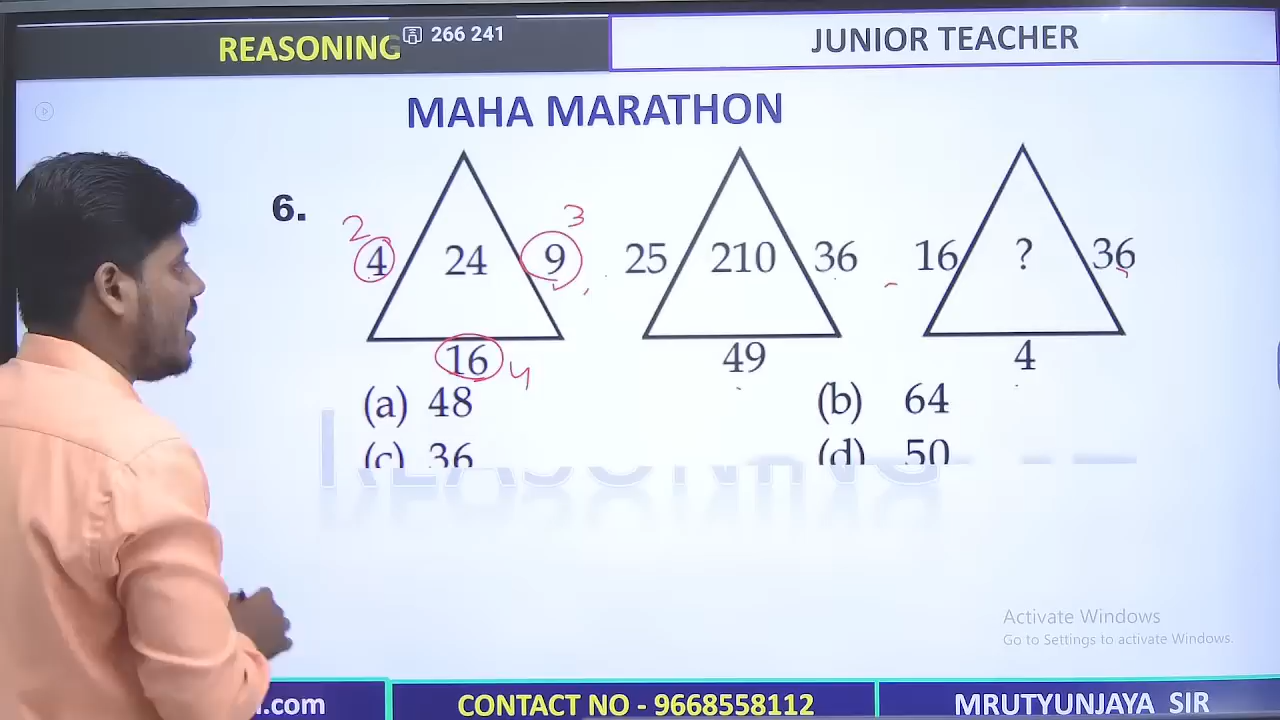 REASONING 266 241
JUNIOR TEACHER
MAHA MARATHON
6.
2 4 24 9 3
16 4
25 210 36
49
16 ? 36
4
(a) 48 (b) 64
(c) 36 (d) 50
REASONING
Activate Windows
Go to Settings to activate Windows.
.com
CONTACT NO - 9668558112
MRUTYUNJAYA SIR